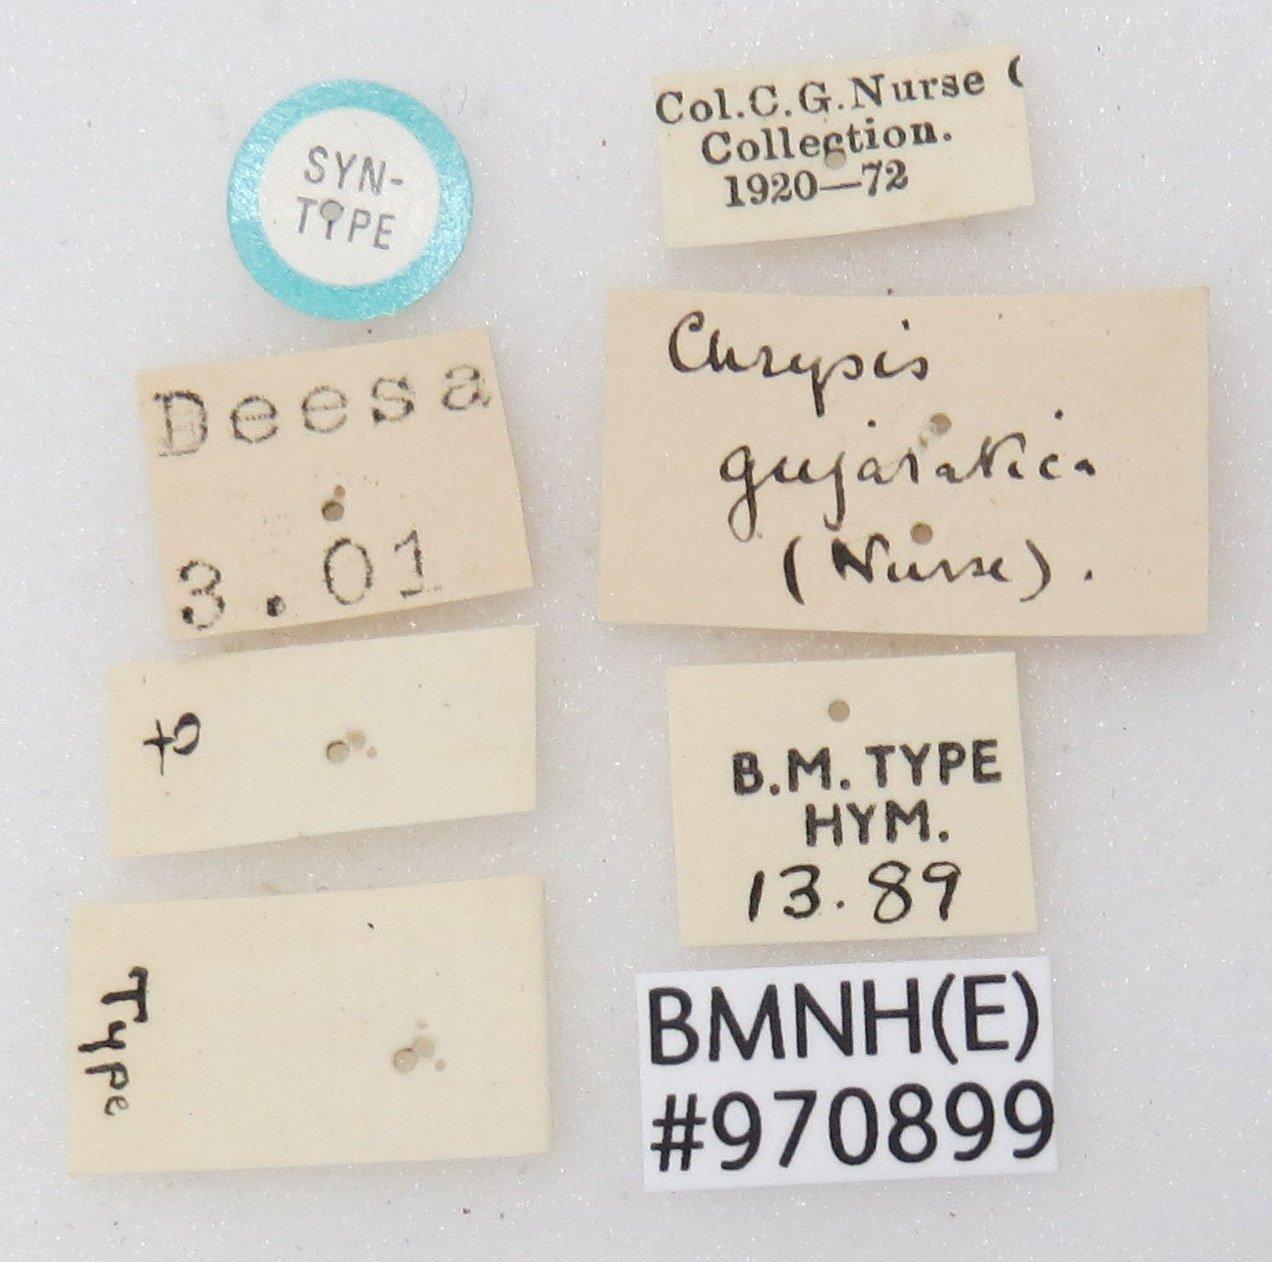 SYN-
TYPE
Col. C. G. Nurse (
Collection.
1920—72
Deesa
3.01
Chrysis
gujaratica
(Nurse).
♀
B.M. TYPE
HYM.
13.89
Type
BMNH(E)
#970899